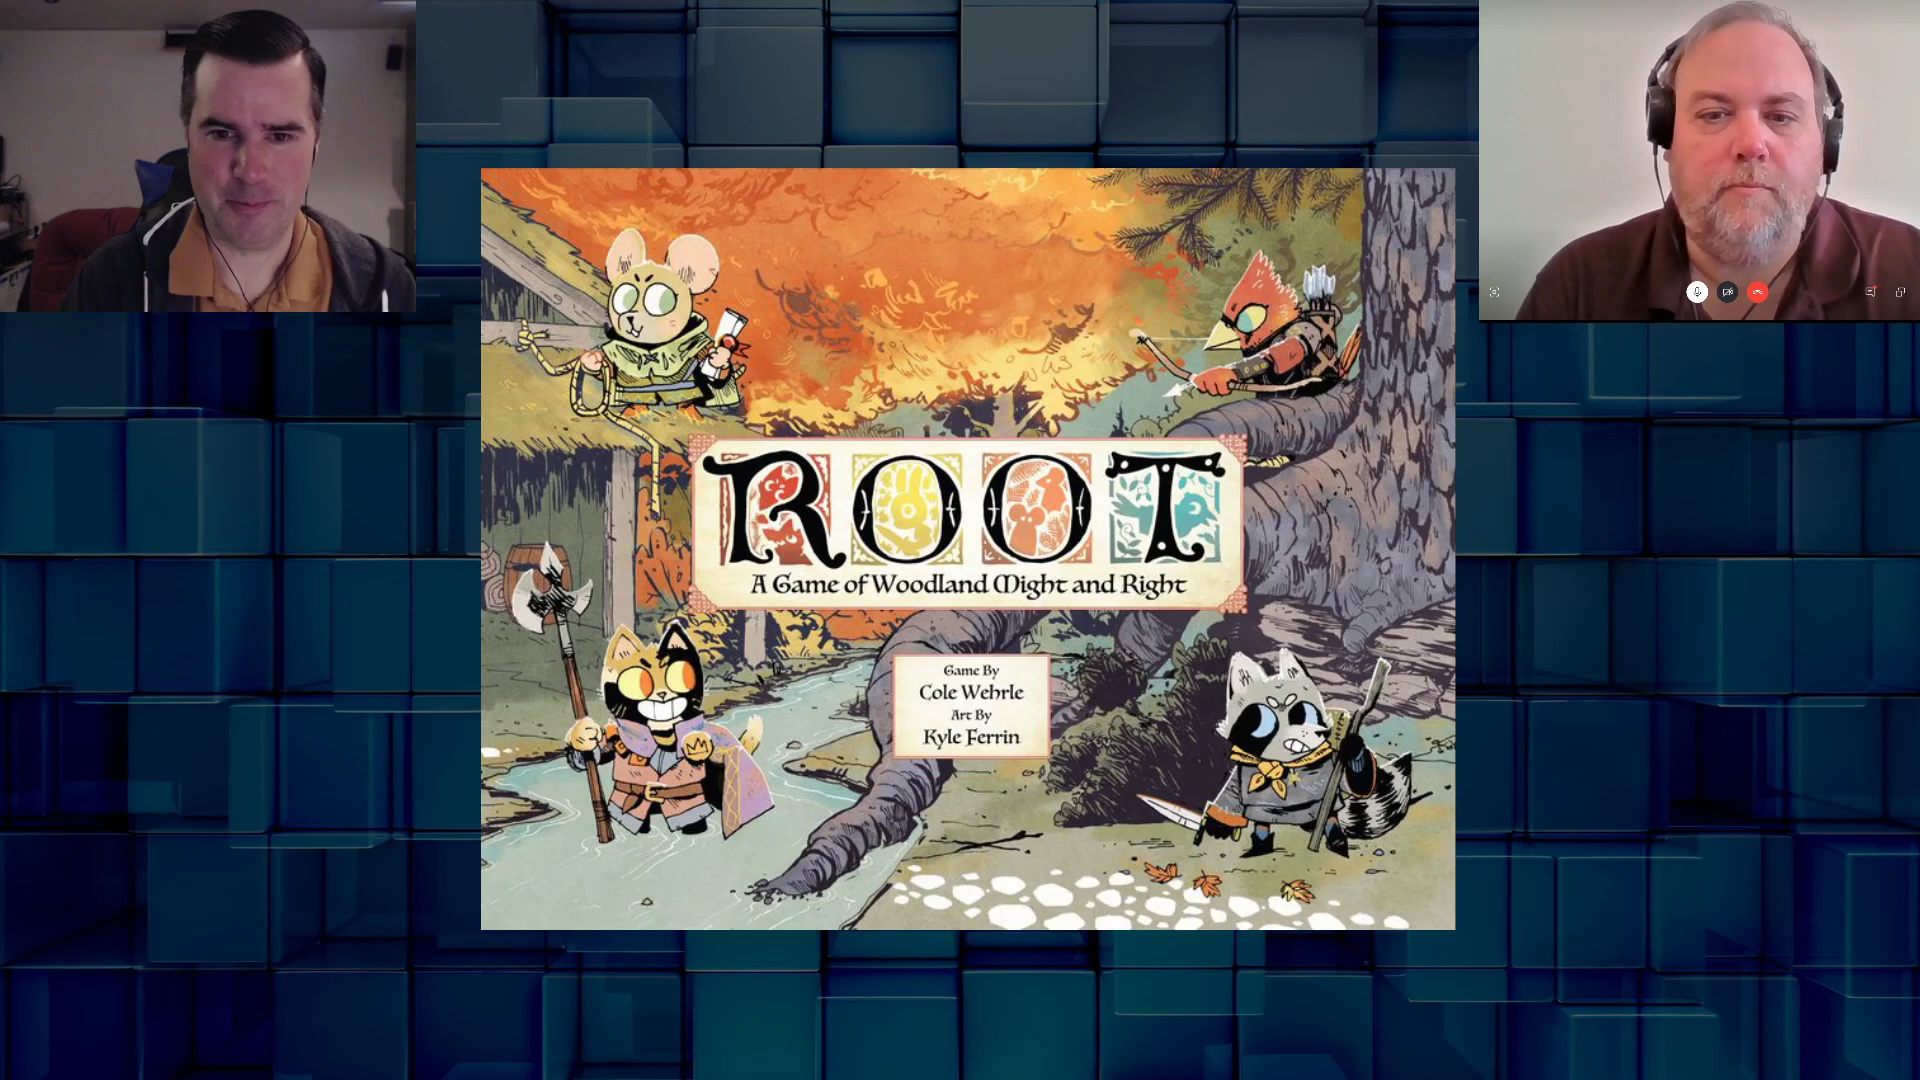 ROOT
A Game of Woodland Might and Right
Game By
Cole Wehrle
Art By
Kyle Ferrin